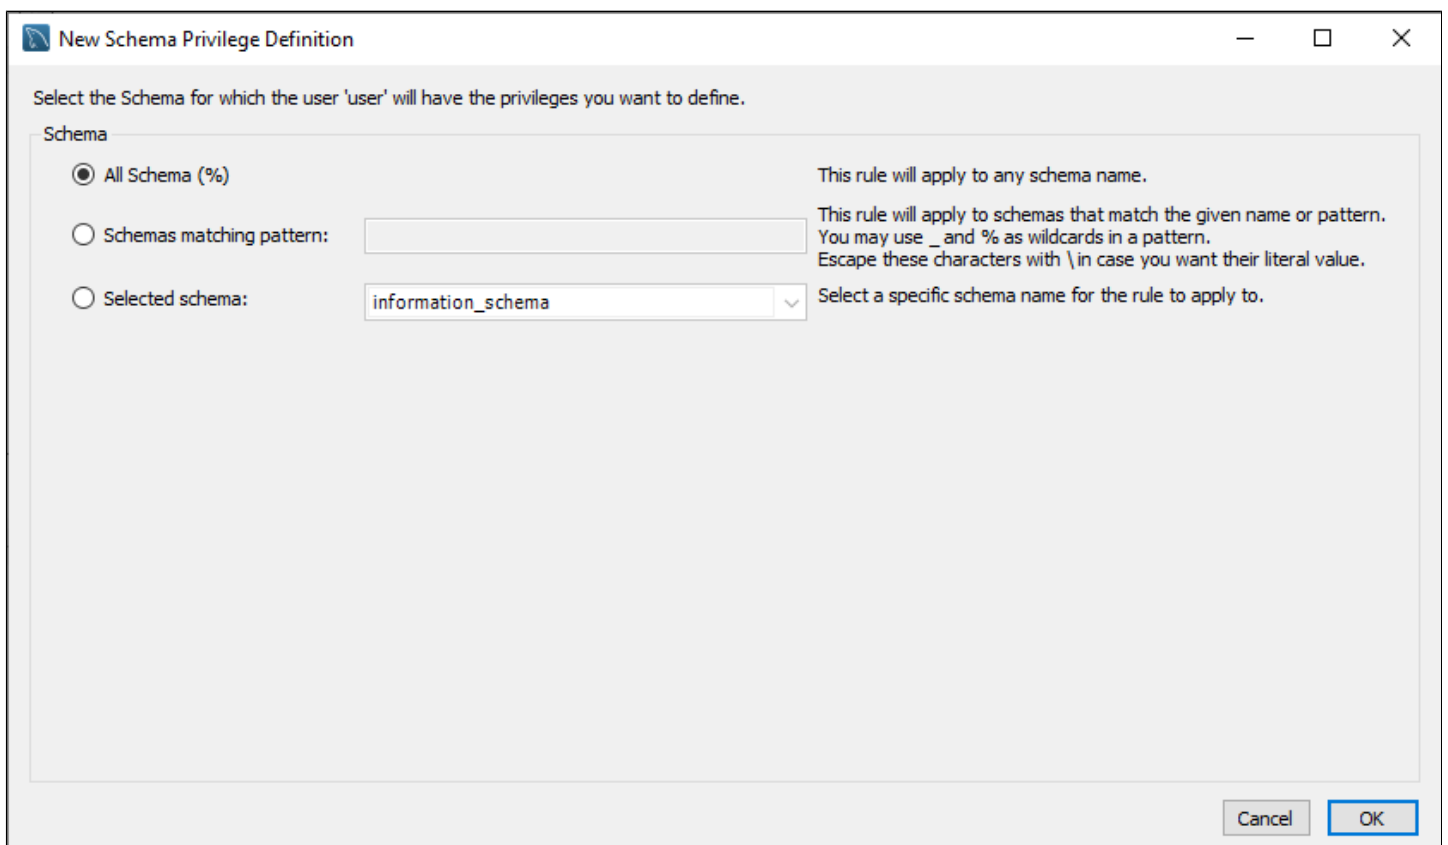 New Schema Privilege Definition
Select the Schema for which the user 'user' will have the privileges you want to define.
Schema
All Schema (%)
This rule will apply to any schema name.
Schemas matching pattern:
This rule will apply to schemas that match the given name or pattern.
You may use _ and % as wildcards in a pattern.
Escape these characters with \ in case you want their literal value.
Selected schema:
information_schema
Select a specific schema name for the rule to apply to.
Cancel
OK